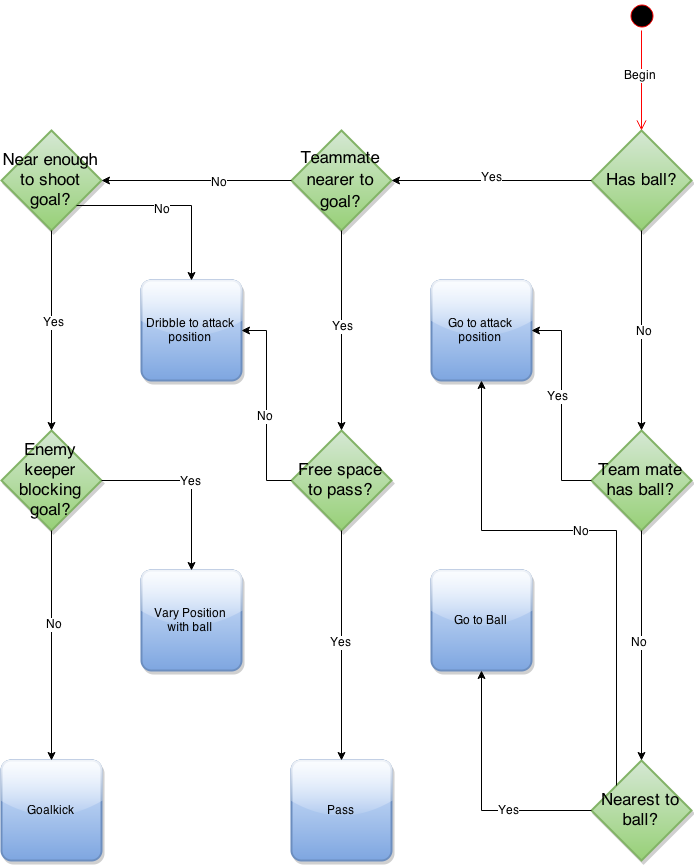 Begin
Near enough
to shoot
goal?
No
Teammate
nearer to
goal?
Yes
Has ball?
No
Yes
Dribble to attack
position
Yes
Go to attack
position
No
Yes
No
Enemy
keeper
blocking
goal?
Yes
Free space
to pass?
Team mate
has ball?
No
No
Vary Position
with ball
Yes
Go to Ball
No
Goalkick
Pass
Yes
Nearest to
ball?